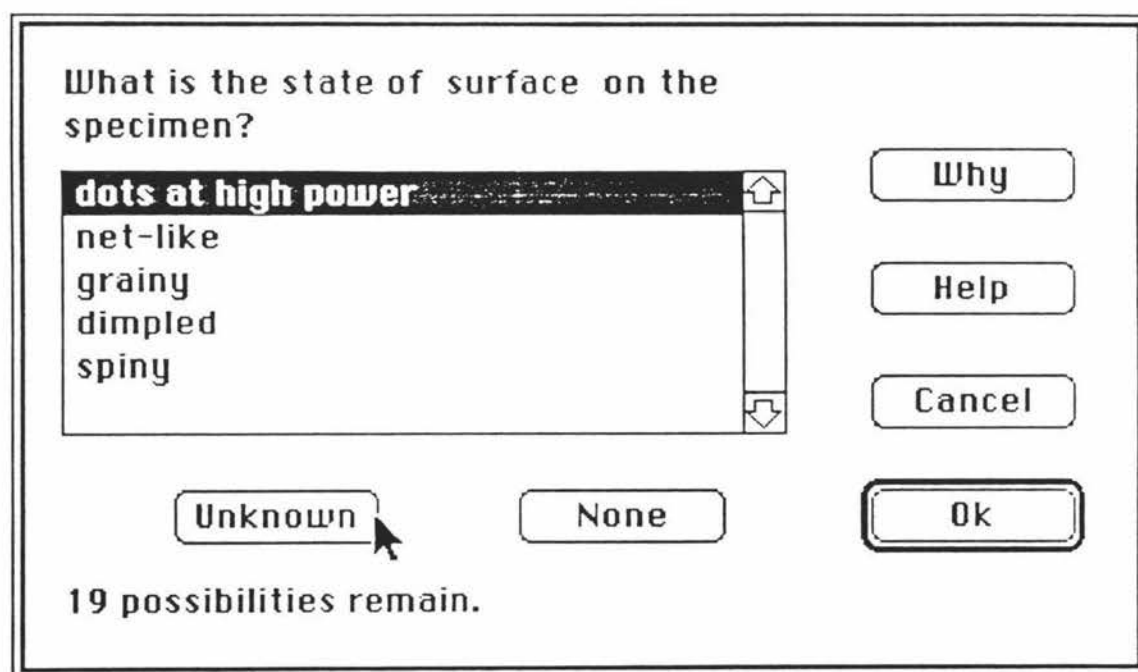 What is the state of surface on the
specimen?
dots at high power
net-like
grainy
dimpled
spiny
Why
Help
Cancel
Unknown
None
Ok
19 possibilities remain.